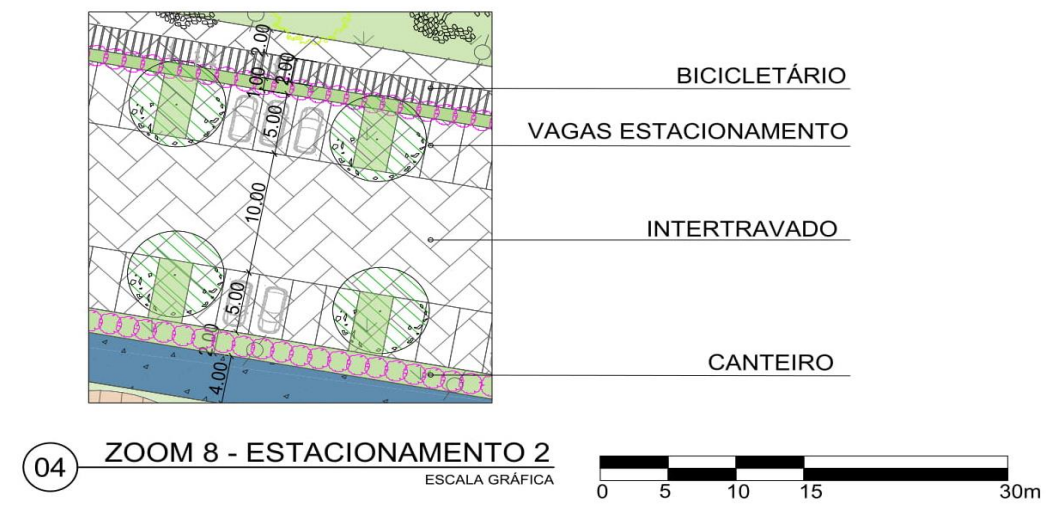 2.00
2.00
1.00
5.00
10.00
5.00
2.00
4.00
BICICLETÁRIO
VAGAS ESTACIONAMENTO
INTERTRAVADO
CANTEIRO
04
ZOOM 8 - ESTACIONAMENTO 2
ESCALA GRÁFICA
0 5 10 15 30m